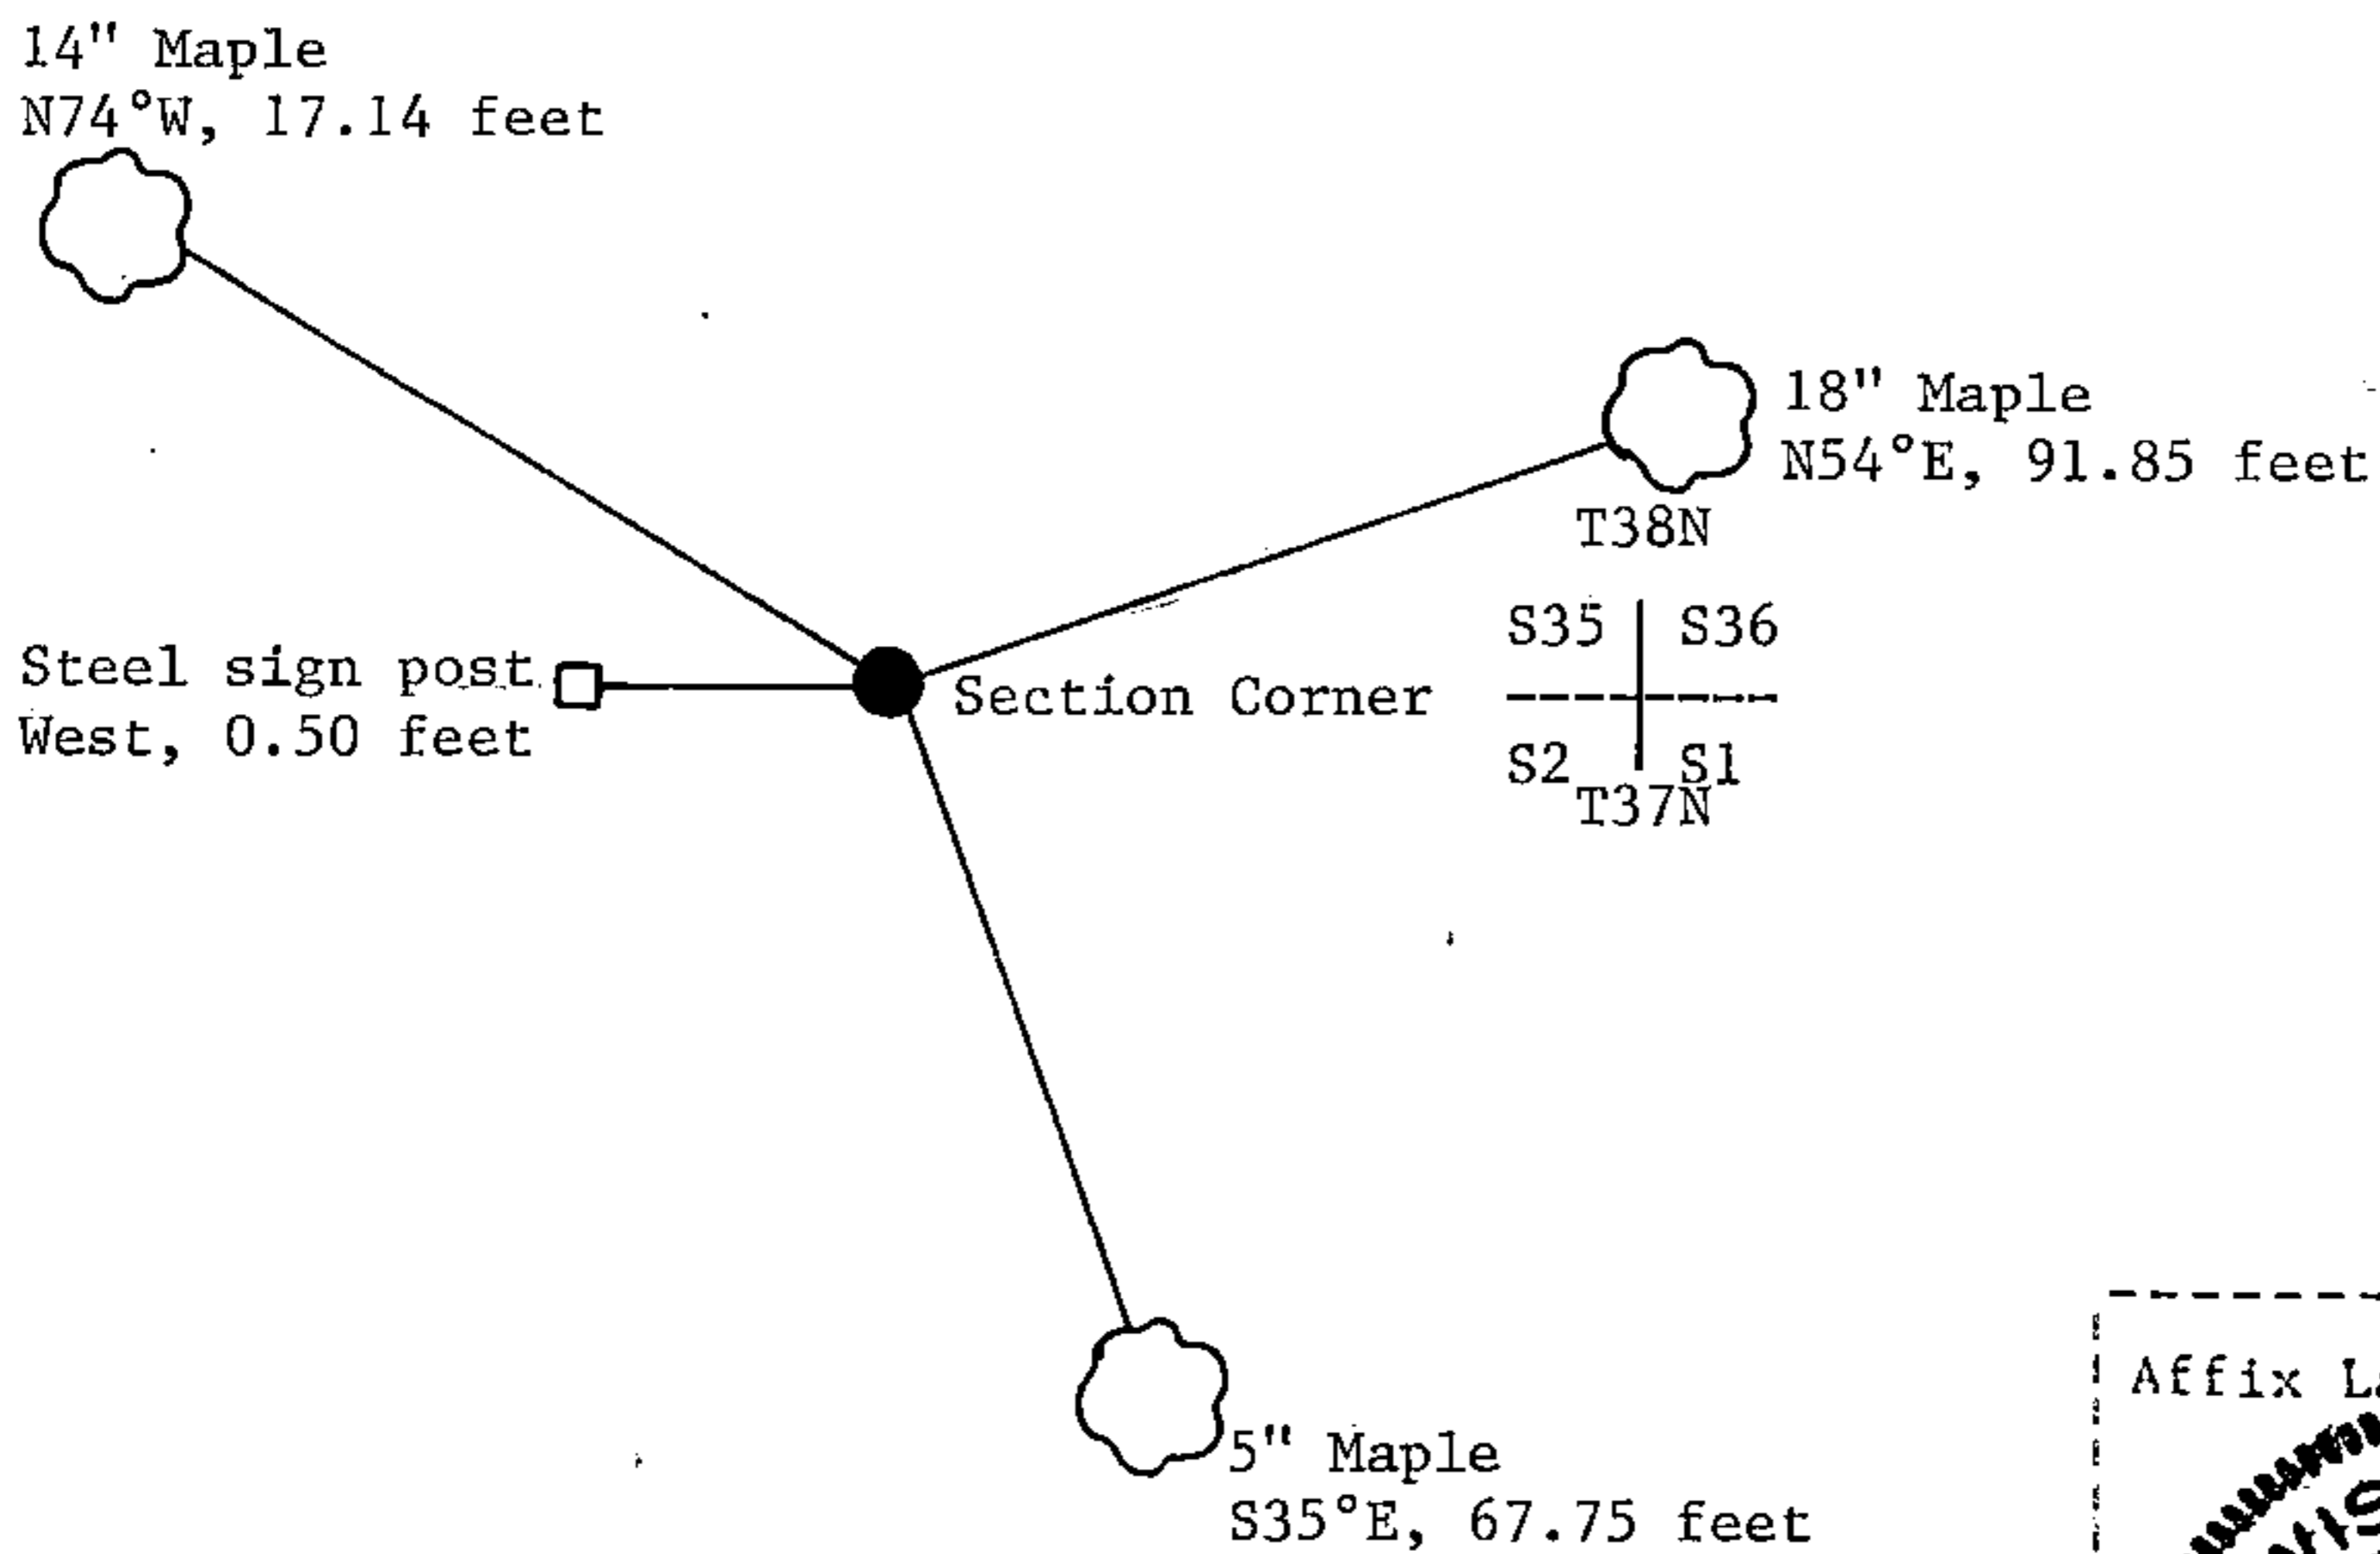 14" Maple
N74°W, 17.14 feet
18" Maple
N54°E, 91.85 feet
T38N
S35 S36
Steel sign post
West, 0.50 feet
Section Corner
S2 S1
T37N
Affix
5" Maple
S35°E, 67.75 feet